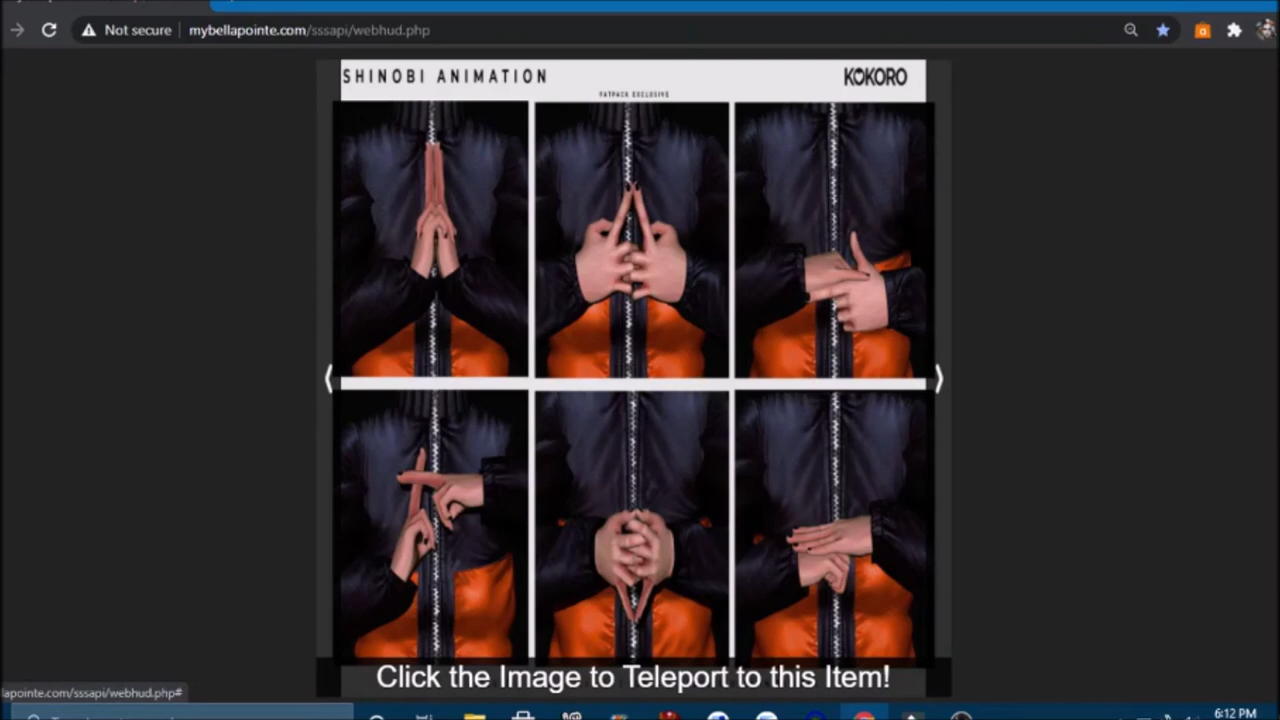 Not secure
mybellapointe.com/sssapi/webhud.php
SHINOBI ANIMATION
KOKORO
FATPACK EXCLUSIVE
Click the Image to Teleport to this Item!
lapointe.com/sssapi/webhud.php#
6:12 PM